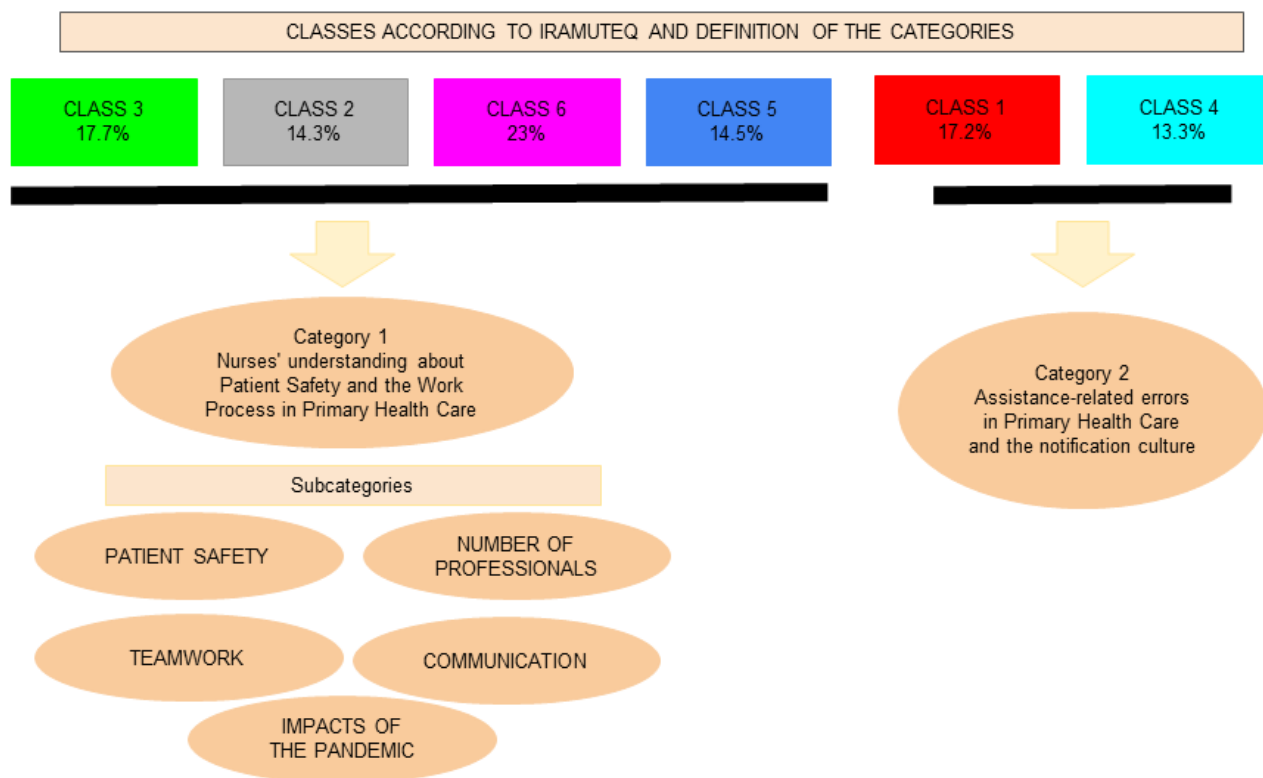 CLASSES ACCORDING TO IRAMUTEQ AND DEFINITION OF THE CATEGORIES
CLASS 3
17.7%
CLASS 2
14.3%
CLASS 6
23%
CLASS 5
14.5%
CLASS 1
17.2%
CLASS 4
13.3%
Category 1
Nurses' understanding about
Patient Safety and the Work
Process in Primary Health Care
Category 2
Assistance-related errors
in Primary Health Care
and the notification culture
Subcategories
PATIENT SAFETY
NUMBER OF
PROFESSIONALS
TEAMWORK
COMMUNICATION
IMPACTS OF
THE PANDEMIC